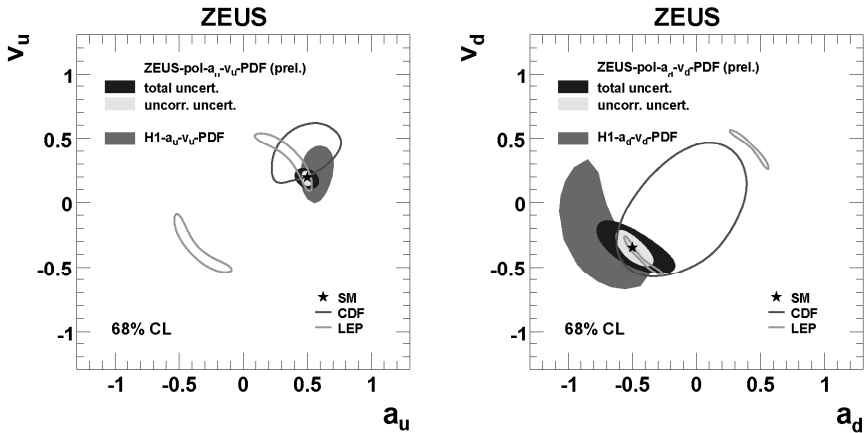 ZEUS
v_u
1
0.5
0
-0.5
-1
ZEUS-pol-a_u-v_u-PDF (prel.)
total uncert.
uncorr. uncert.
H1-a_u-v_u-PDF
68% CL
SM
CDF
LEP
-1 -0.5 0 0.5 1
a_u
ZEUS
v_d
1
0.5
0
-0.5
-1
ZEUS-pol-a_d-v_d-PDF (prel.)
total uncert.
uncorr. uncert.
H1-a_d-v_d-PDF
68% CL
SM
CDF
LEP
-1 -0.5 0 0.5 1
a_d